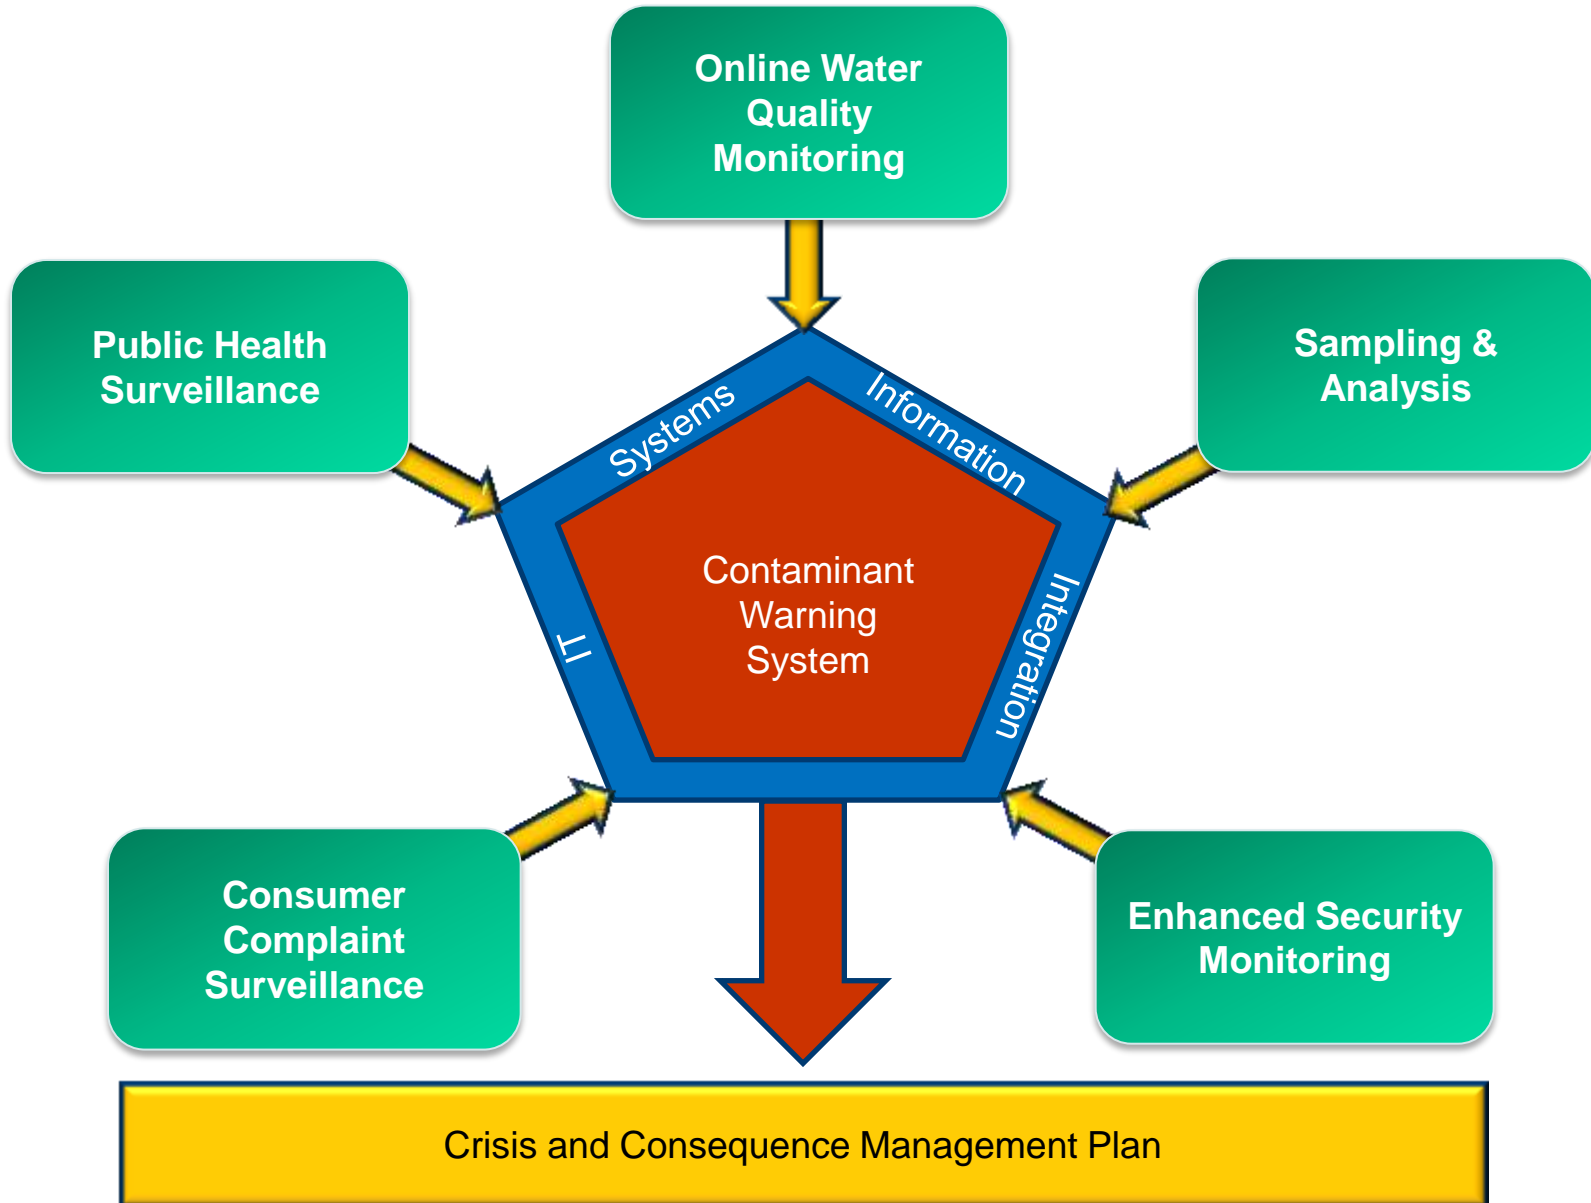 Online Water
Quality
Monitoring
Public Health
Surveillance
Sampling &
Analysis
Systems
Information
Contaminant
Warning
System
IT
Integration
Consumer
Complaint
Surveillance
Enhanced Security
Monitoring
Crisis and Consequence Management Plan